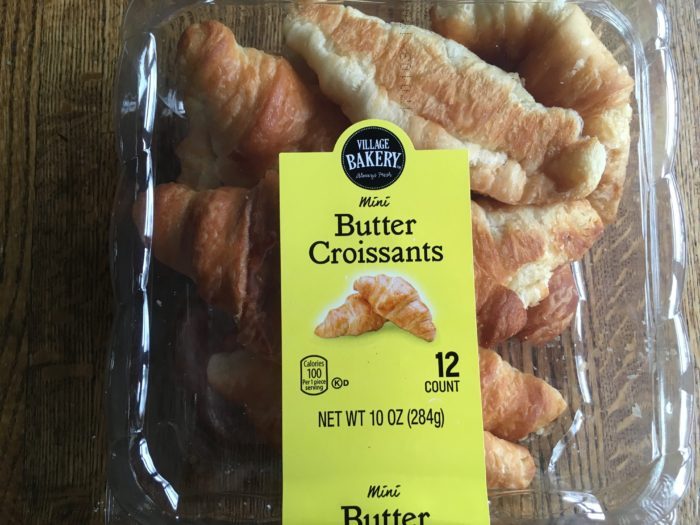 VILLAGE
BAKERY
Always Fresh
Mini
Butter
Croissants
Calories
100
Per 1 piece
serving
K D
12
COUNT
NET WT 10 OZ (284g)
Mini
Butter